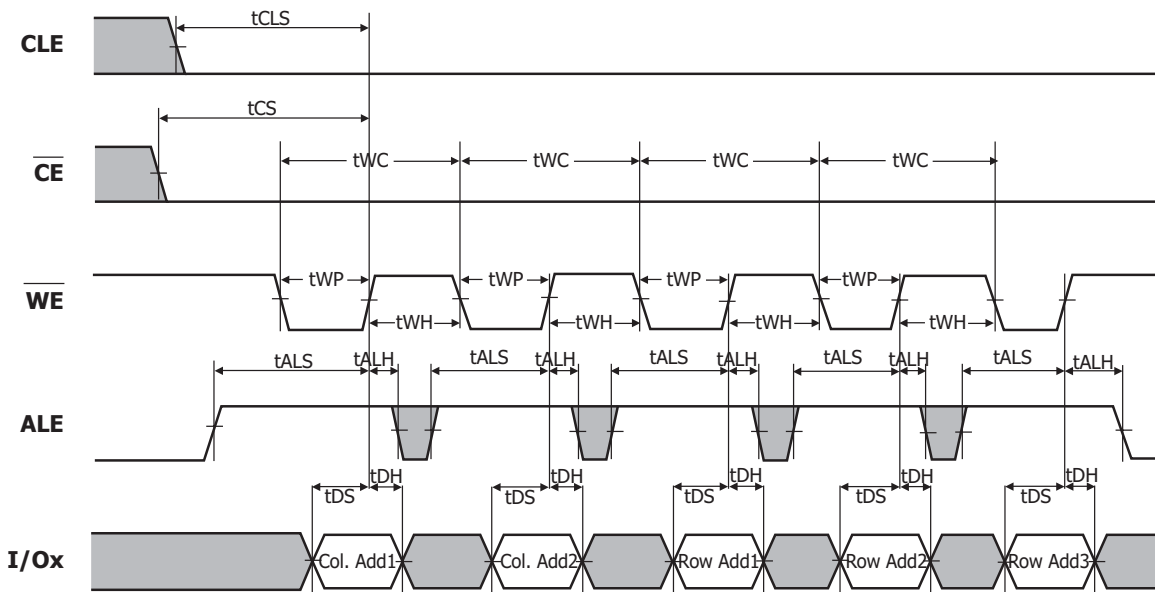 CLE
tCLS
tCS
CE
tWC tWC tWC tWC
WE
tWP tWP tWP tWP
tWH tWH tWH tWH
ALE
tALS tALH tALS tALH tALS tALH tALS tALH tALS tALH
tDH tDH tDH tDH tDH
tDS tDS tDS tDS tDS
I/Ox
Col. Add1 Col. Add2 Row Add1 Row Add2 Row Add3